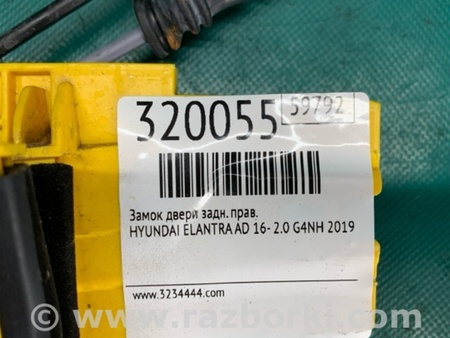 320055 59792
Замок двери задн. прав.
HYUNDAI ELANTRA AD 16- 2.0 G4NH 2019
www.3234444.com
www.razborki.com